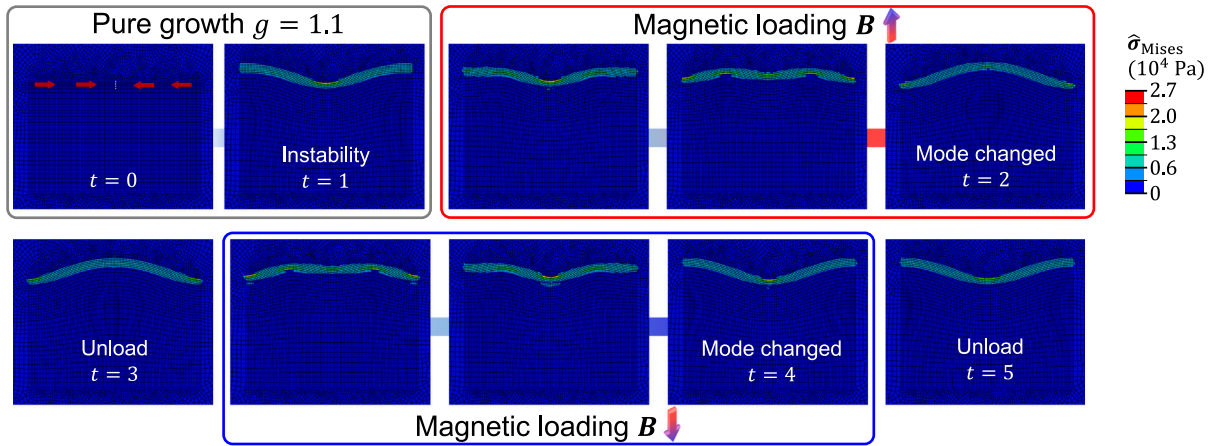 Pure growth g = 1.1
Magnetic loading B
t = 0
Instability
t = 1
Mode changed
t = 2
σ̂Mises
(10⁴ Pa)
2.7
2.0
1.3
0.6
0
Unload
t = 3
Mode changed
t = 4
Unload
t = 5
Magnetic loading B